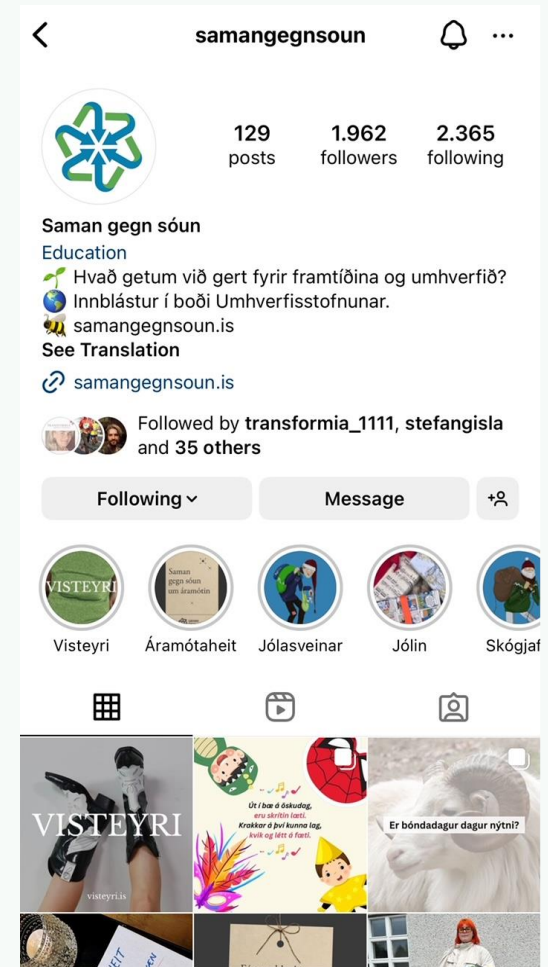 samangegnsoun
129
posts
1.962
followers
2.365
following
Saman gegn sóun
Education
🌱 Hvað getum við gert fyrir framtíðina og umhverfið?
🌎 Innblástur í boði Umhverfisstofnunar.
🐝 samangegnsoun.is
See Translation
samangegnsoun.is
Followed by transformia_1111, stefangisla
and 35 others
Following
Message
VISTEYRI
Saman
gegn sóun
um áramótin
Visteyri
Áramótaheit
Jólasveinar
Jólin
Skógjaf
VISTEYRI
visteyri.is
Út í bæ á öskudag,
eru skrítin læti.
Krakkar á því kunna lag,
kvik og létt á fæti.
Er bóndadagur dagur nýtni?